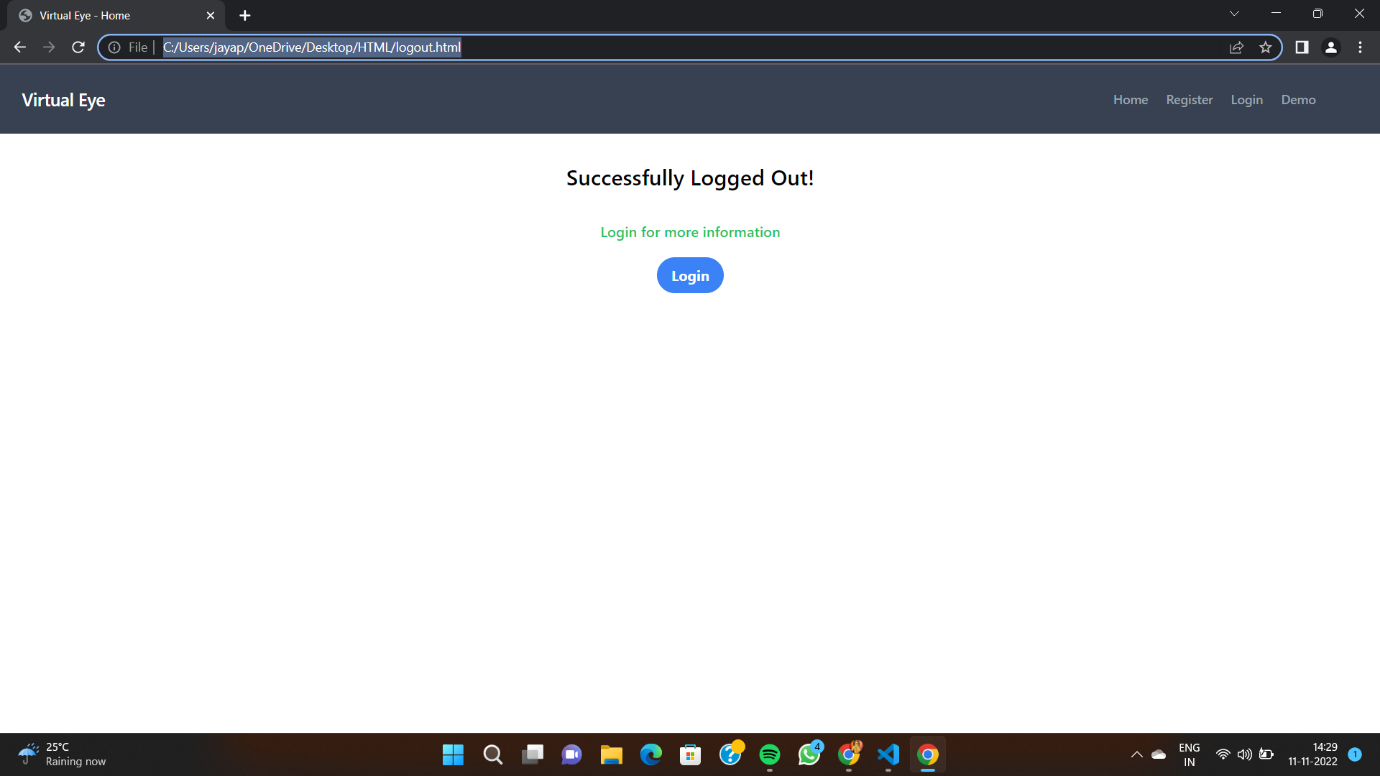 Virtual Eye - Home
File | C:/Users/jayap/OneDrive/Desktop/HTML/logout.html
Virtual Eye
Home Register Login Demo
Successfully Logged Out!
Login for more information
Login
25°C
Raining now
4
ENG
IN
14:29
11-11-2022
1